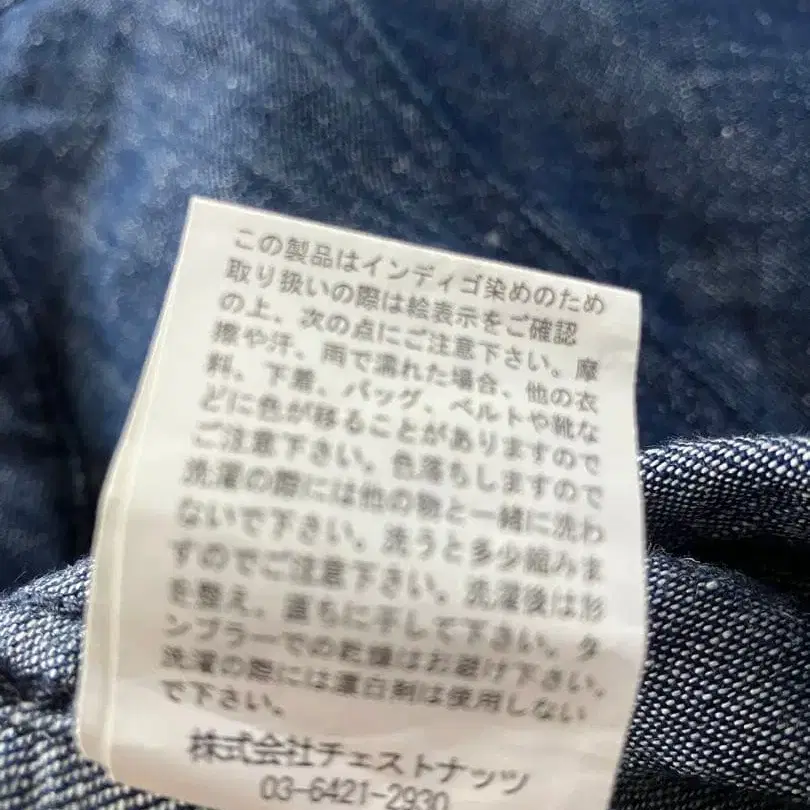 この製品はインディゴ染めのため
取り扱いの際は絵表示をご確認
の上、次の点にご注意下さい。摩
擦や汗、雨で濡れた場合、他の衣
料、下着、バッグ、ベルトや靴な
どに色が移ることがありますので
ご注意下さい。色落ちしますので
洗濯の際には他の物と一緒に洗わ
ないで下さい。洗うと多少縮みま
すのでご注意下さい。洗濯後は形
を整え、直ちに干して下さい。タ
ンブラーでの乾燥はお避け下さい。
洗濯の際には漂白剤は使用しない
で下さい。
株式会社チェストナッツ
03-6421-2930